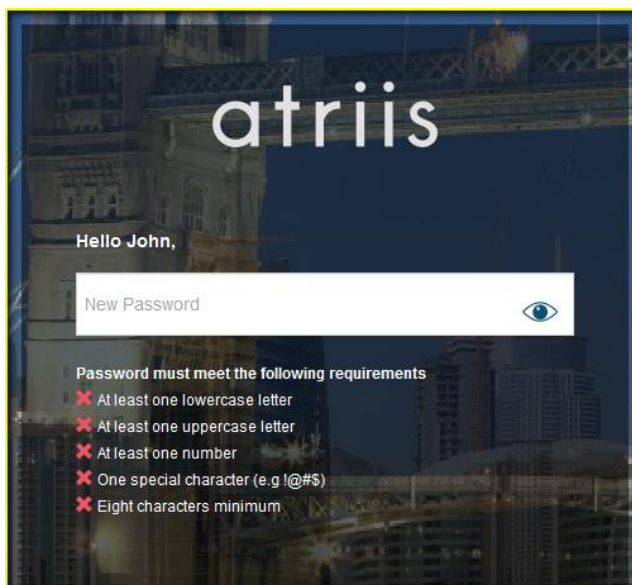 atriis
Hello John,
New Password
Password must meet the following requirements
At least one lowercase letter
At least one uppercase letter
At least one number
One special character (e.g !@#$)
Eight characters minimum